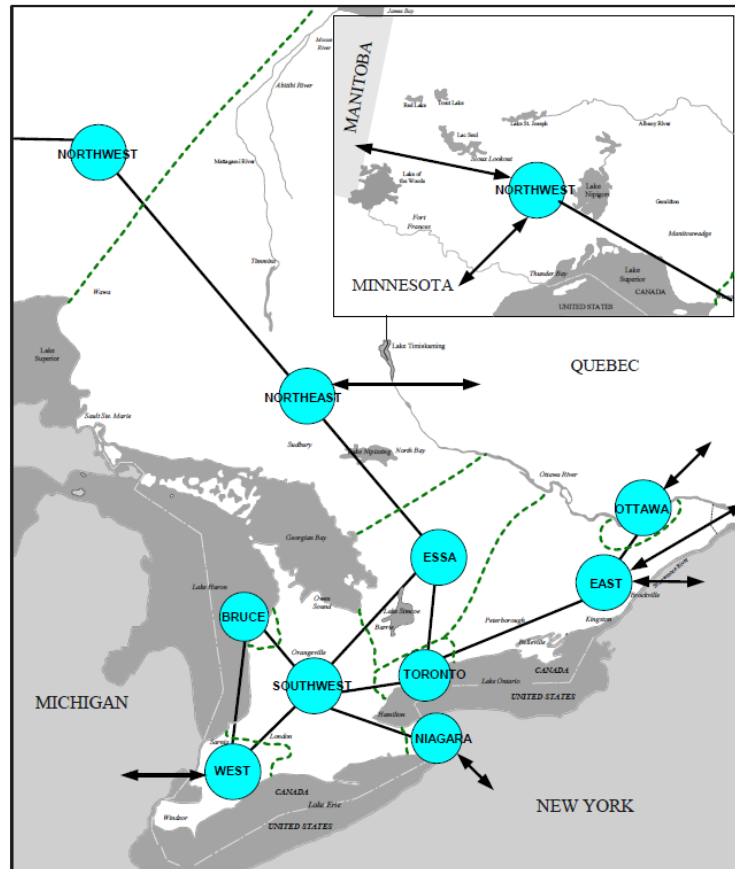 James Bay
Moose
River
Abitibi River
Mattagami River
NORTHWEST
Timmins
Wawa
Lake
Superior
MANITOBA
Red Lake
Trout Lake
Lake St. Joseph
Albany River
Lac Seul
Sioux Lookout
Lake of
the Woods
NORTHWEST
Lake
Nipigon
Geraldton
Manitouwadge
Fort
Frances
MINNESOTA
Thunder Bay
Lake
Superior
CANADA
UNITED STATES
Lake Timiskaming
QUEBEC
NORTHEAST
Sault Ste. Marie
Sudbury
Lake Nipissing
North Bay
Ottawa River
OTTAWA
Georgian Bay
ESSA
EAST
Lake Huron
Owen
Sound
Lake Simcoe
Barrie
Brockville
Kingston
Peterborough
Belleville
BRUCE
Orangeville
SOUTHWEST
TORONTO
CANADA
Lake Ontario
UNITED STATES
MICHIGAN
Hamilton
London
Sarnia
NIAGARA
WEST
CANADA
NEW YORK
Lake Erie
Windsor
UNITED STATES